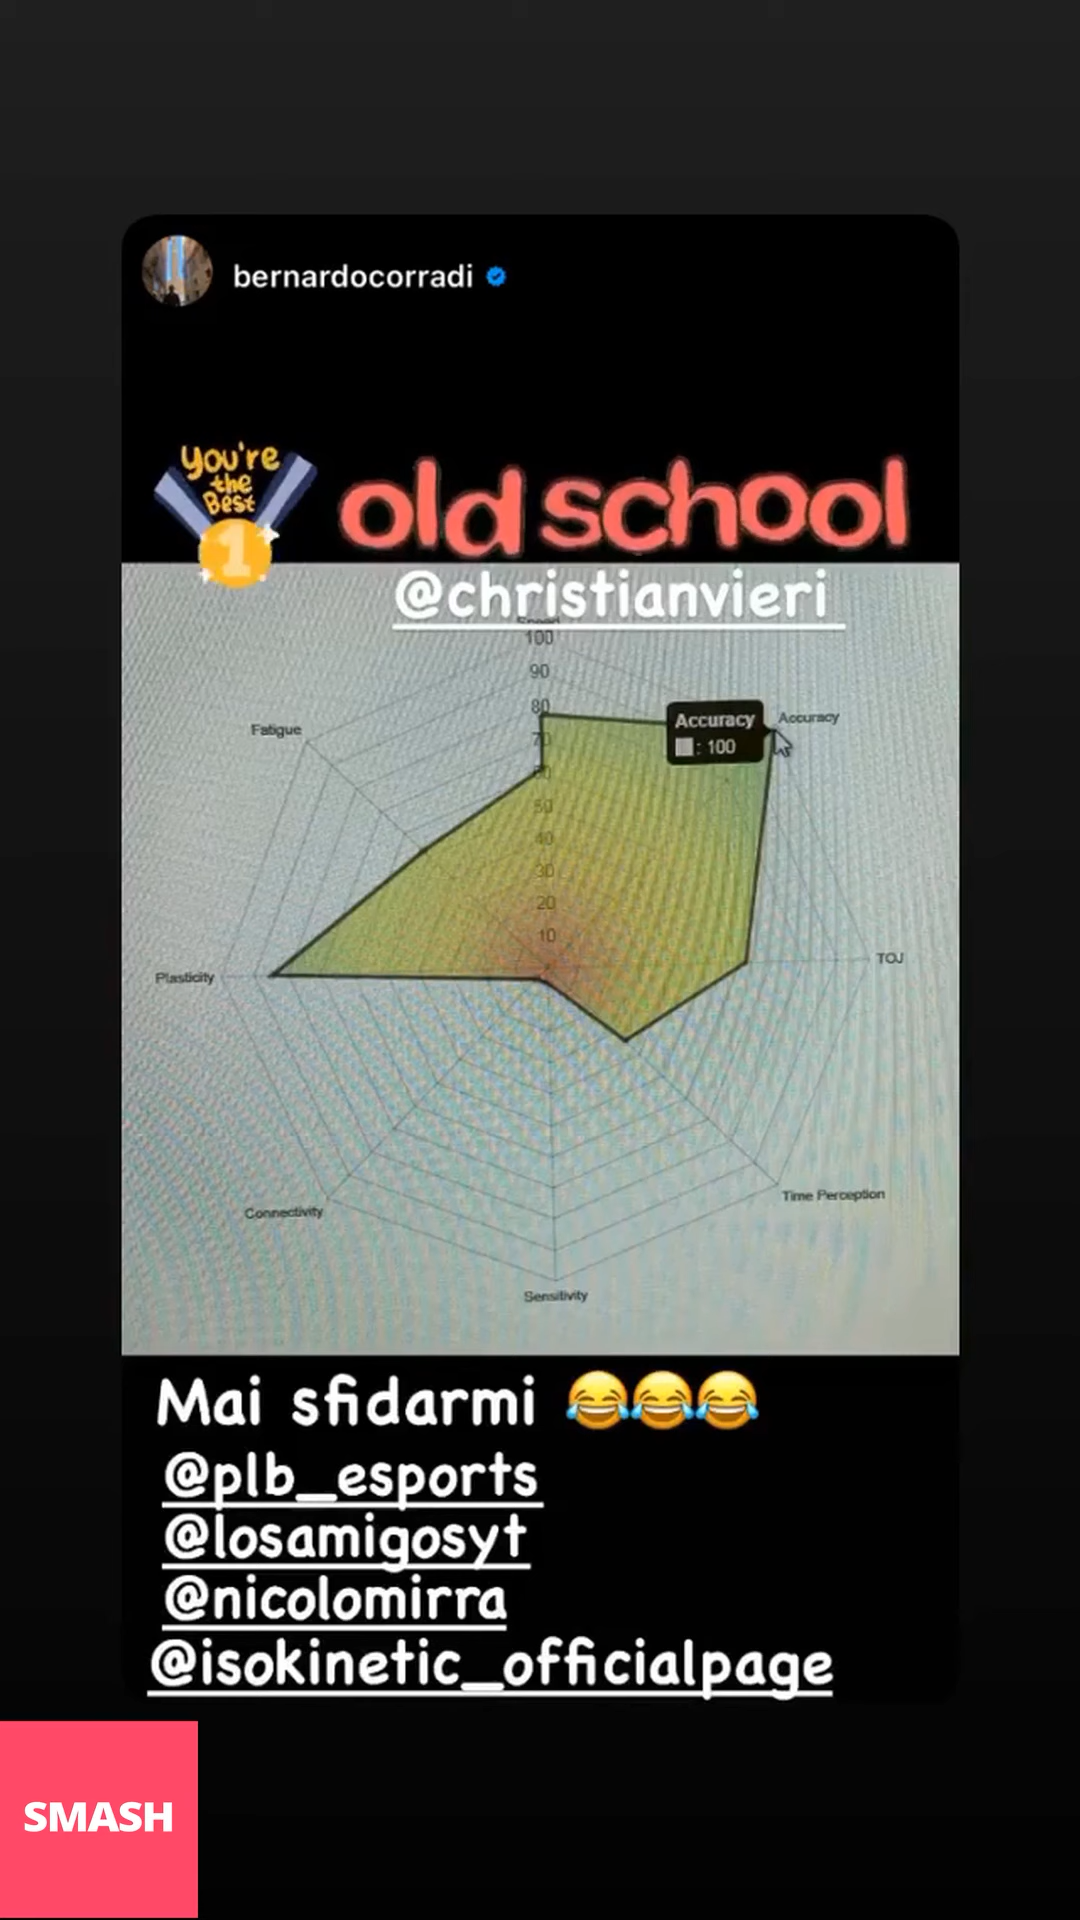 bernardocorradi
You're
the
Best
1
old school
@christianvieri
Speed
100
90
80
70
60
50
40
30
20
10
Accuracy
: 100
Accuracy
Fatigue
TOJ
Plasticity
Time Perception
Connectivity
Sensitivity
Mai sfidarmi 😂😂😂
@plb_esports
@losamigosyt
@nicolomirra
@isokinetic_officialpage
SMASH